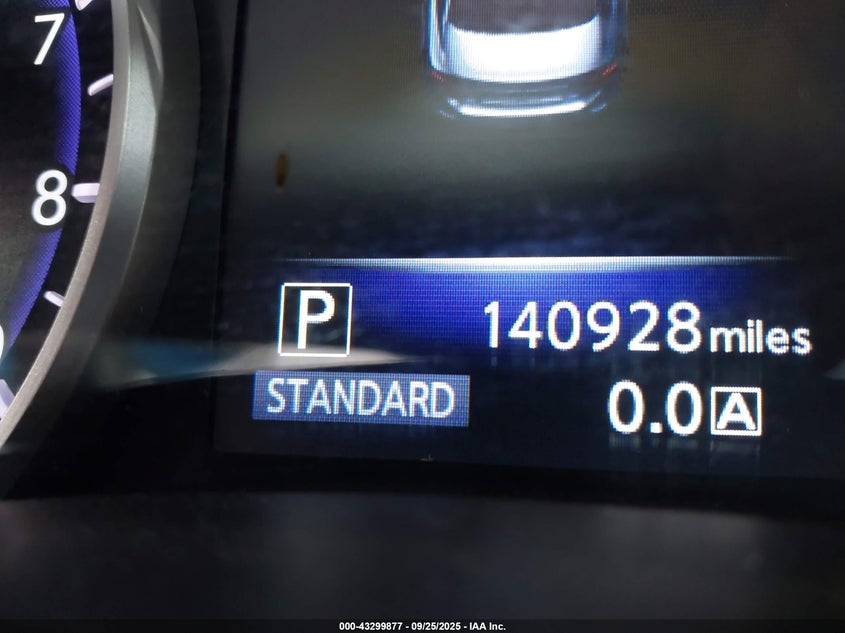 7
8
P 140928 miles
STANDARD 0.0 A
000-43299877 - 09/25/2025 - IAA Inc.